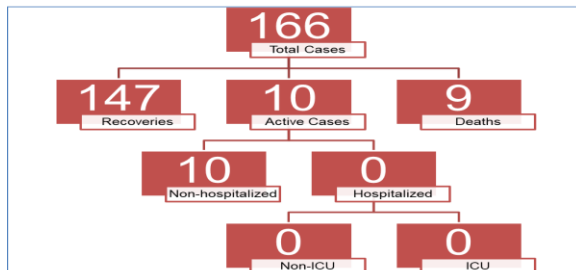 166
Total Cases
147 10 9
Recoveries Active Cases Deaths
10 0
Non-hospitalized Hospitalized
0 0
Non-ICU ICU